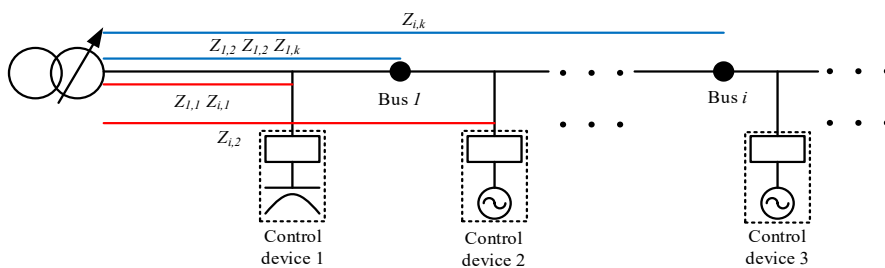 Z_{i,k}
Z_{1,2} Z_{1,2} Z_{1,k}
Bus 1
Bus i
Z_{1,1} Z_{i,1}
Z_{i,2}
Control device 1
Control device 2
Control device 3